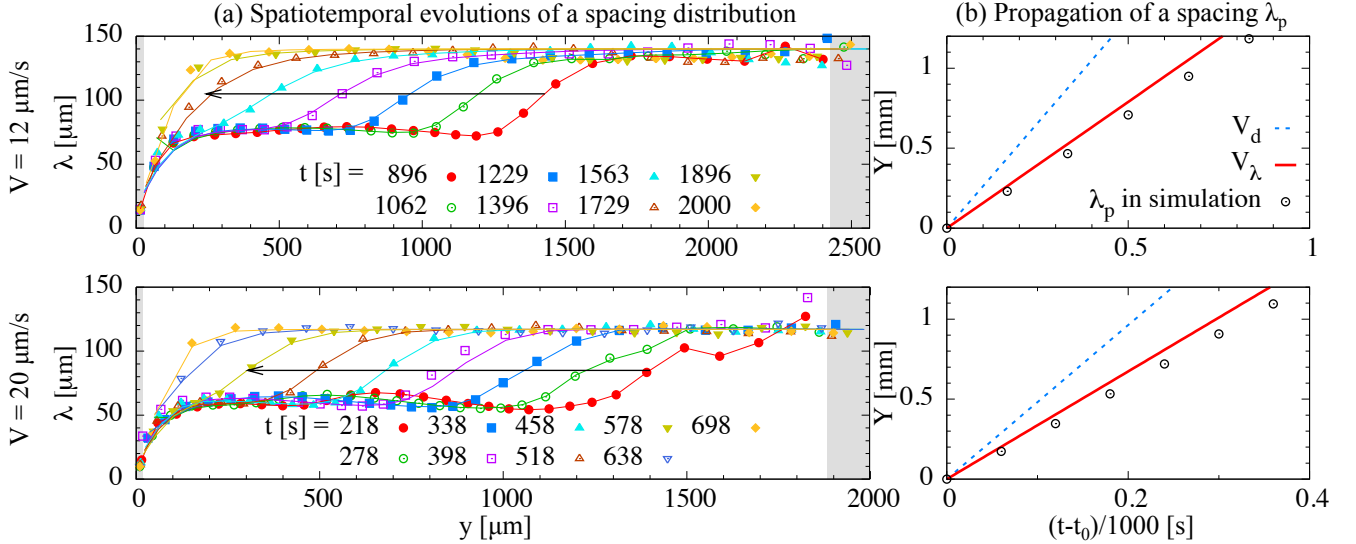 (a) Spatiotemporal evolutions of a spacing distribution
(b) Propagation of a spacing λp
V = 12 μm/s
λ [μm]
150
100
50
0
t [s] = 896 1229 1563 1896
1062 1396 1729 2000
0 500 1000 1500 2000 2500
Y [mm]
1
0.5
0
Vd
Vλ
λp in simulation
0 0.5 1
V = 20 μm/s
λ [μm]
150
100
50
0
t [s] = 218 338 458 578 698
278 398 518 638
0 500 1000 1500 2000
y [μm]
Y [mm]
1
0.5
0
0 0.2 0.4
(t-t0)/1000 [s]